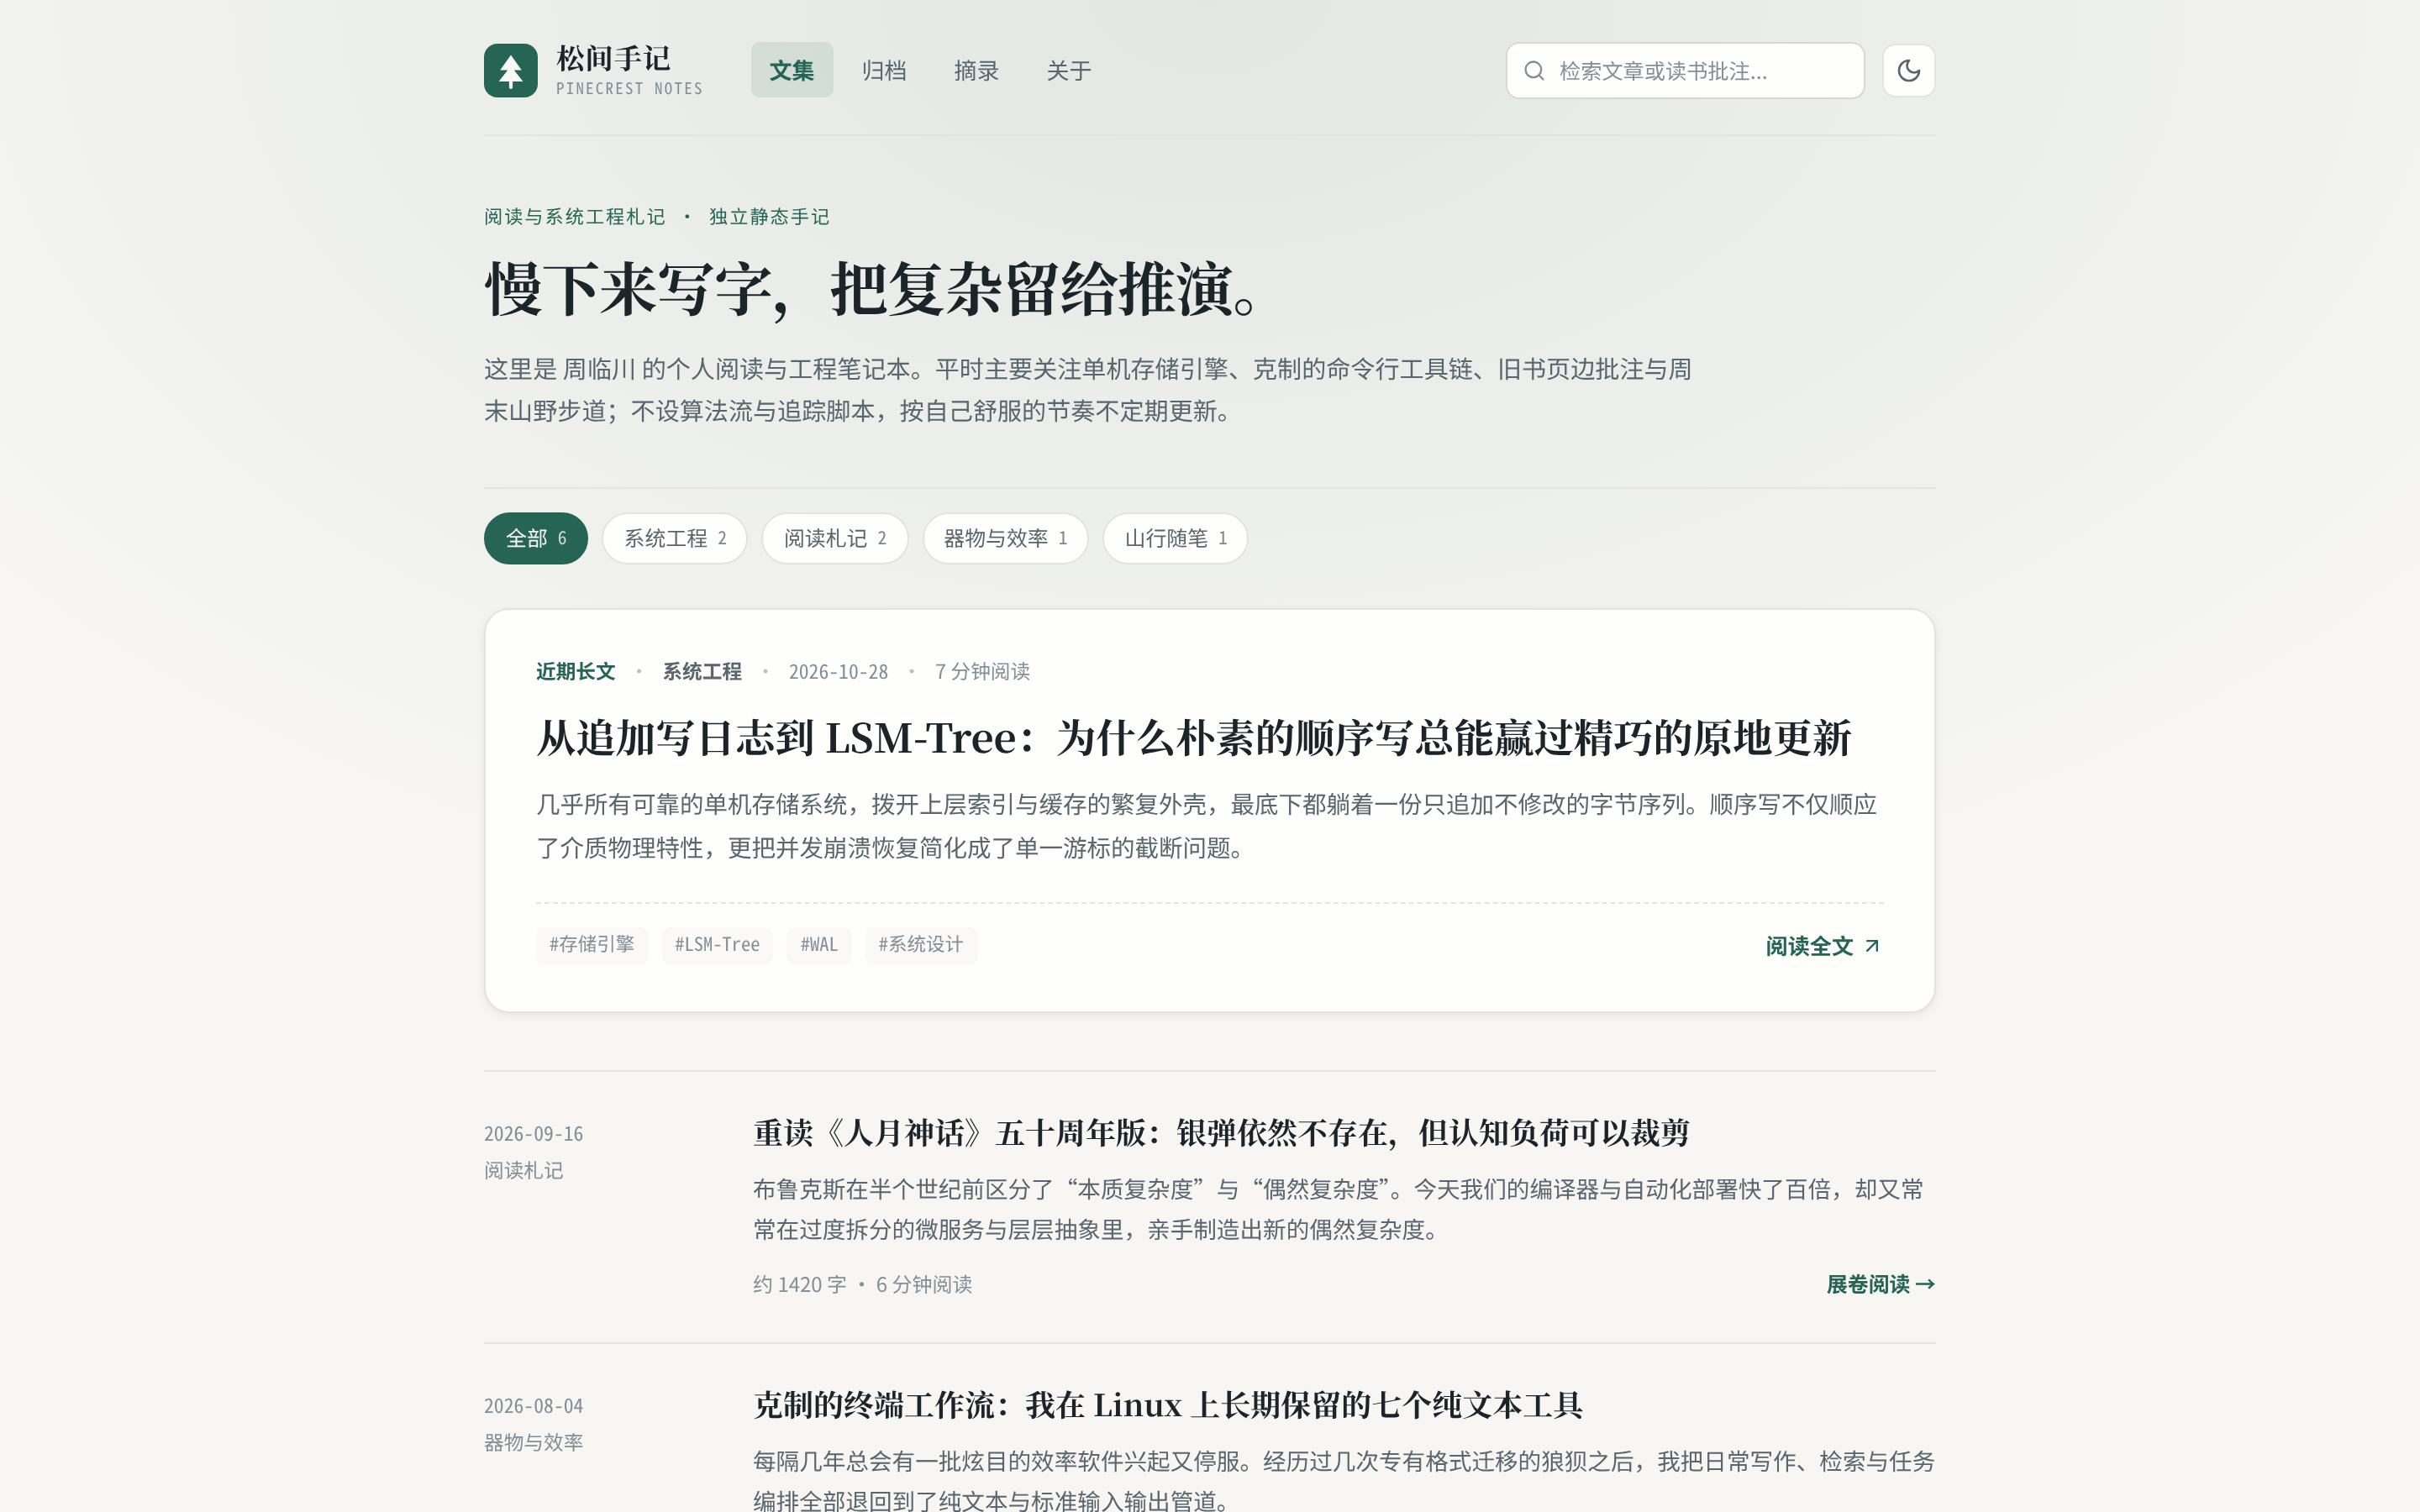 松间手记
PINECREST NOTES
文集
归档
摘录
关于
检索文章或读书批注...
阅读与系统工程札记 · 独立静态手记
慢下来写字，把复杂留给推演。
这里是 周临川 的个人阅读与工程笔记本。平时主要关注单机存储引擎、克制的命令行工具链、旧书页边批注与周
末山野步道；不设算法流与追踪脚本，按自己舒服的节奏不定期更新。
全部 6
系统工程 2
阅读札记 2
器物与效率 1
山行随笔 1
近期长文 · 系统工程 · 2026-10-28 · 7 分钟阅读
从追加写日志到 LSM-Tree：为什么朴素的顺序写总能赢过精巧的原地更新
几乎所有可靠的单机存储系统，拨开上层索引与缓存的繁复外壳，最底下都躺着一份只追加不修改的字节序列。顺序写不仅顺应
了介质物理特性，更把并发崩溃恢复简化成了单一游标的截断问题。
#存储引擎 #LSM-Tree #WAL #系统设计
阅读全文
2026-09-16
阅读札记
重读《人月神话》五十周年版：银弹依然不存在，但认知负荷可以裁剪
布鲁克斯在半个世纪前区分了“本质复杂度”与“偶然复杂度”。今天我们的编译器与自动化部署快了百倍，却又常
常在过度拆分的微服务与层层抽象里，亲手制造出新的偶然复杂度。
约 1420 字 · 6 分钟阅读
展卷阅读 →
2026-08-04
器物与效率
克制的终端工作流：我在 Linux 上长期保留的七个纯文本工具
每隔几年总会有一批炫目的效率软件兴起又停服。经历过几次专有格式迁移的狼狈之后，我把日常写作、检索与任务
编排全部退回到了纯文本与标准输入输出管道。